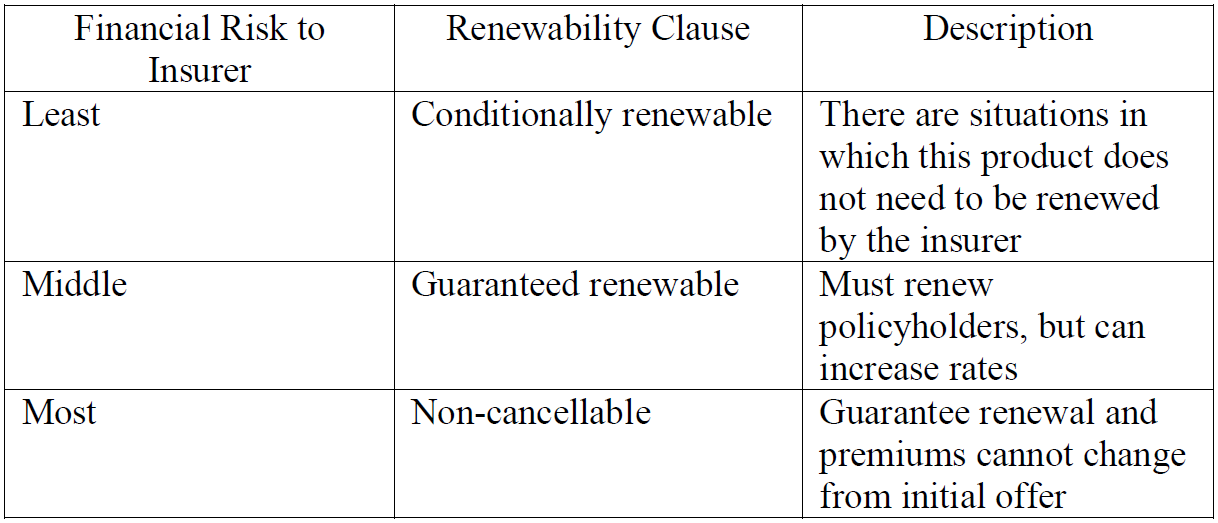 Financial Risk to
Insurer
Renewability Clause
Description
Least
Conditionally renewable
There are situations in
which this product does
not need to be renewed
by the insurer
Middle
Guaranteed renewable
Must renew
policyholders, but can
increase rates
Most
Non-cancellable
Guarantee renewal and
premiums cannot change
from initial offer